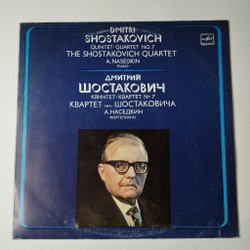 DMITRI
SHOSTAKOVICH
QUINTET·QUARTET NO.7
THE SHOSTAKOVICH QUARTET
A.NASEDKIN
PIANO
ДМИТРИЙ
ШОСТАКОВИЧ
КВИНТЕТ·КВАРТЕТ № 7
КВАРТЕТ им. ШОСТАКОВИЧА
А.НАСЕДКИН
ФОРТЕПИАНО